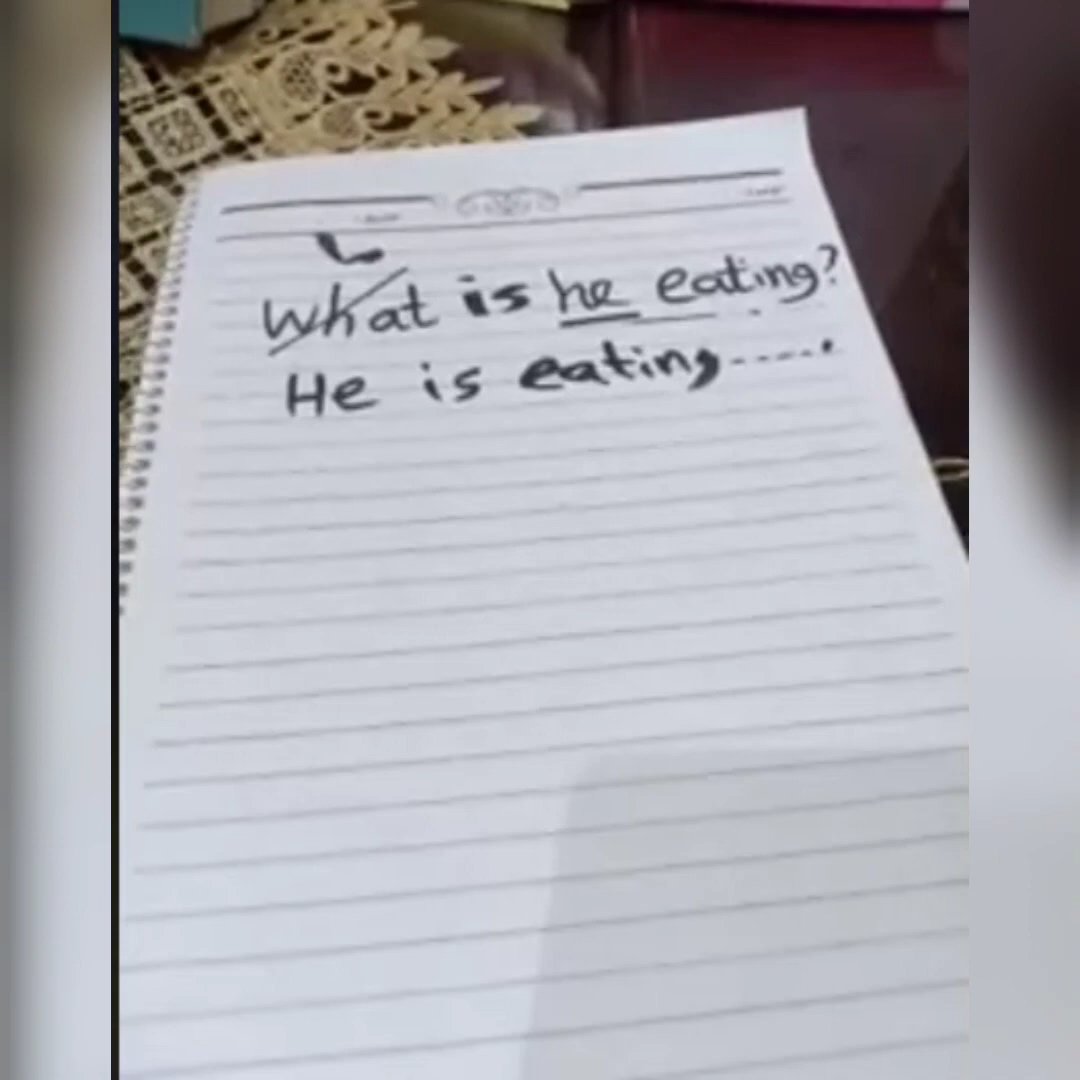 What is he eating?
He is eating-----.